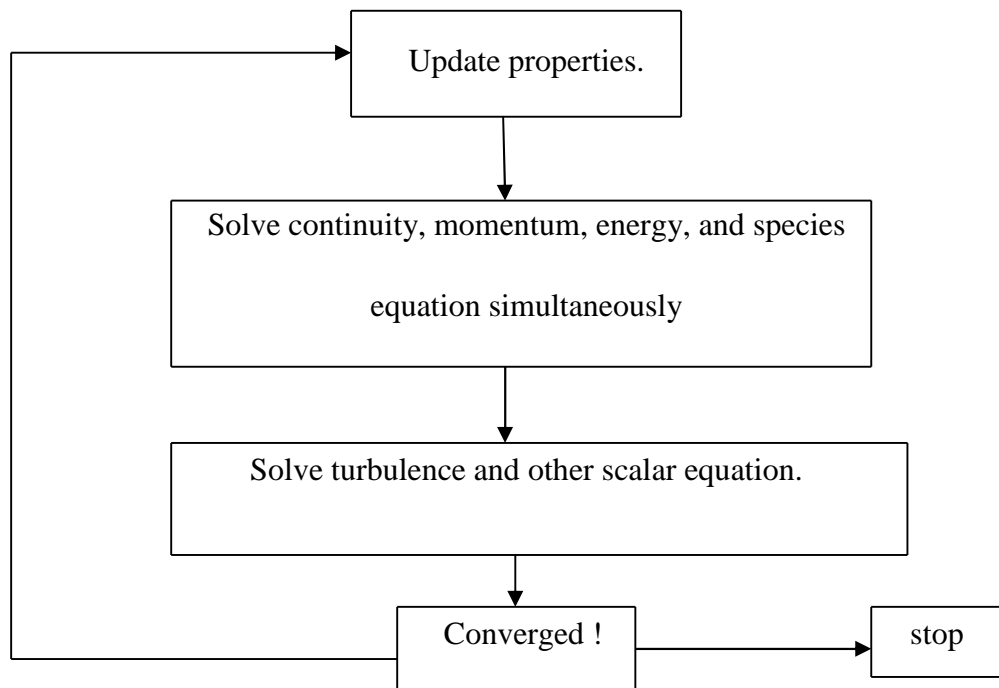 Update properties.
Solve continuity, momentum, energy, and species
equation simultaneously
Solve turbulence and other scalar equation.
Converged !
stop